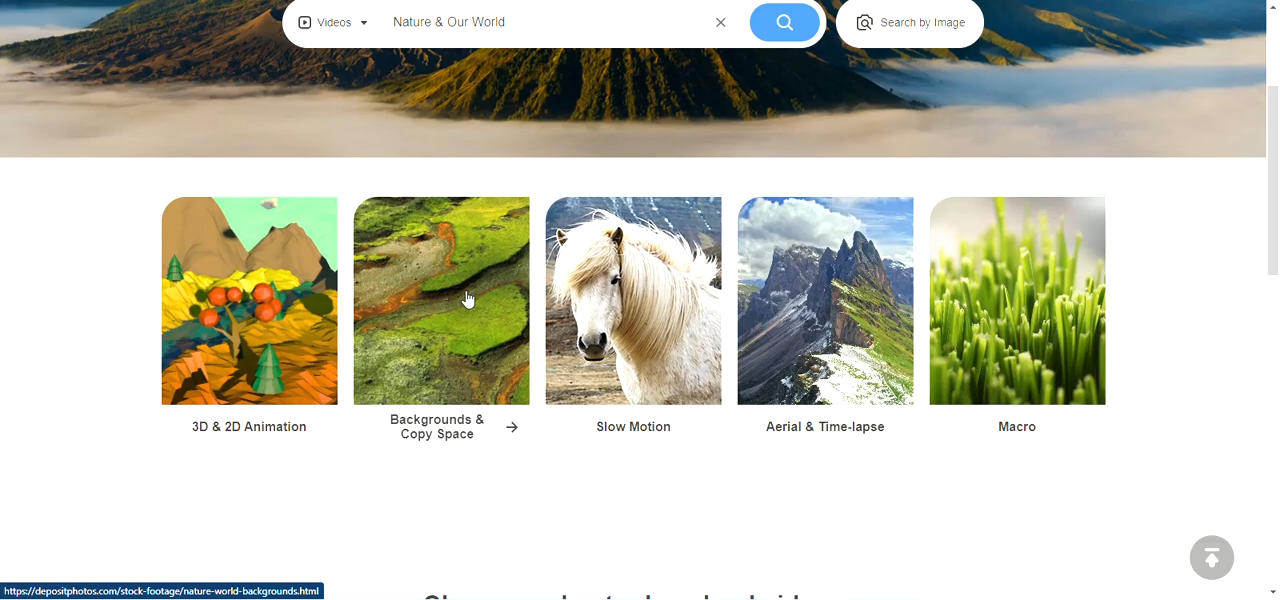 Videos
Nature & Our World
Search by Image
3D & 2D Animation
Backgrounds &
Copy Space
Slow Motion
Aerial & Time-lapse
Macro
https://depositphotos.com/stock-footage/nature-world-backgrounds.html